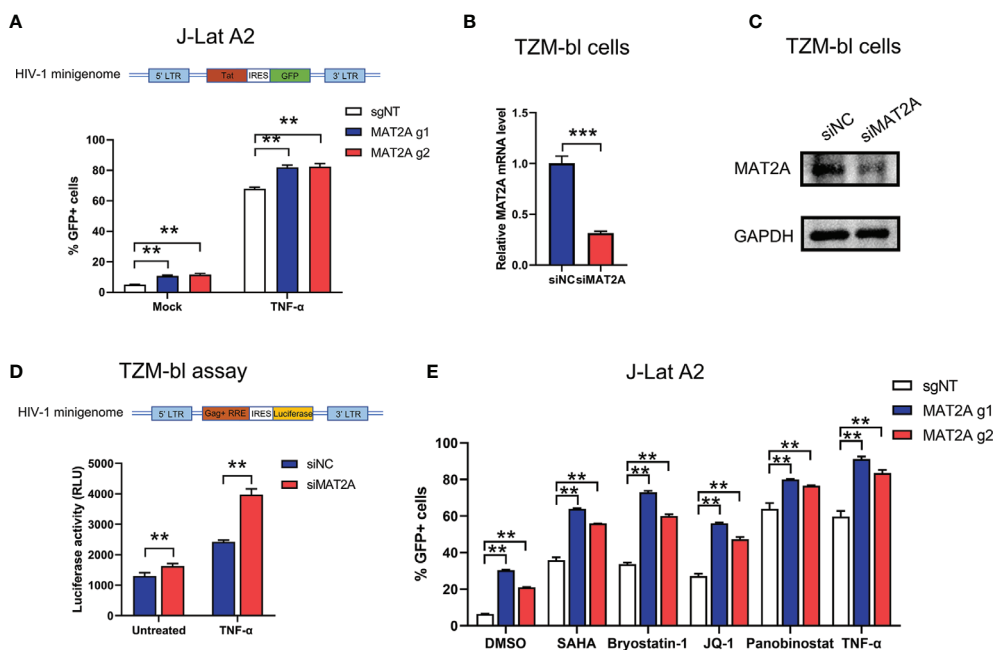 A
J-Lat A2
HIV-1 minigenome
5' LTR
Tat
IRES
GFP
3' LTR
sgNT
MAT2A g1
MAT2A g2
% GFP+ cells
100
80
60
40
20
0
**
**
**
**
Mock
TNF-α
B
TZM-bl cells
Relative MAT2A mRNA level
1.5
1.0
0.5
0.0
***
siNC
siMAT2A
C
TZM-bl cells
siNC
siMAT2A
MAT2A
GAPDH
D
TZM-bl assay
HIV-1 minigenome
5' LTR
Gag+ RRE
IRES
Luciferase
3' LTR
siNC
siMAT2A
Luciferase activity (RLU)
5000
4000
3000
2000
1000
0
**
**
Untreated
TNF-α
E
J-Lat A2
sgNT
MAT2A g1
MAT2A g2
% GFP+ cells
100
80
60
40
20
0
**
**
**
**
**
**
**
**
**
**
**
**
DMSO
SAHA
Bryostatin-1
JQ-1
Panobinostat
TNF-α